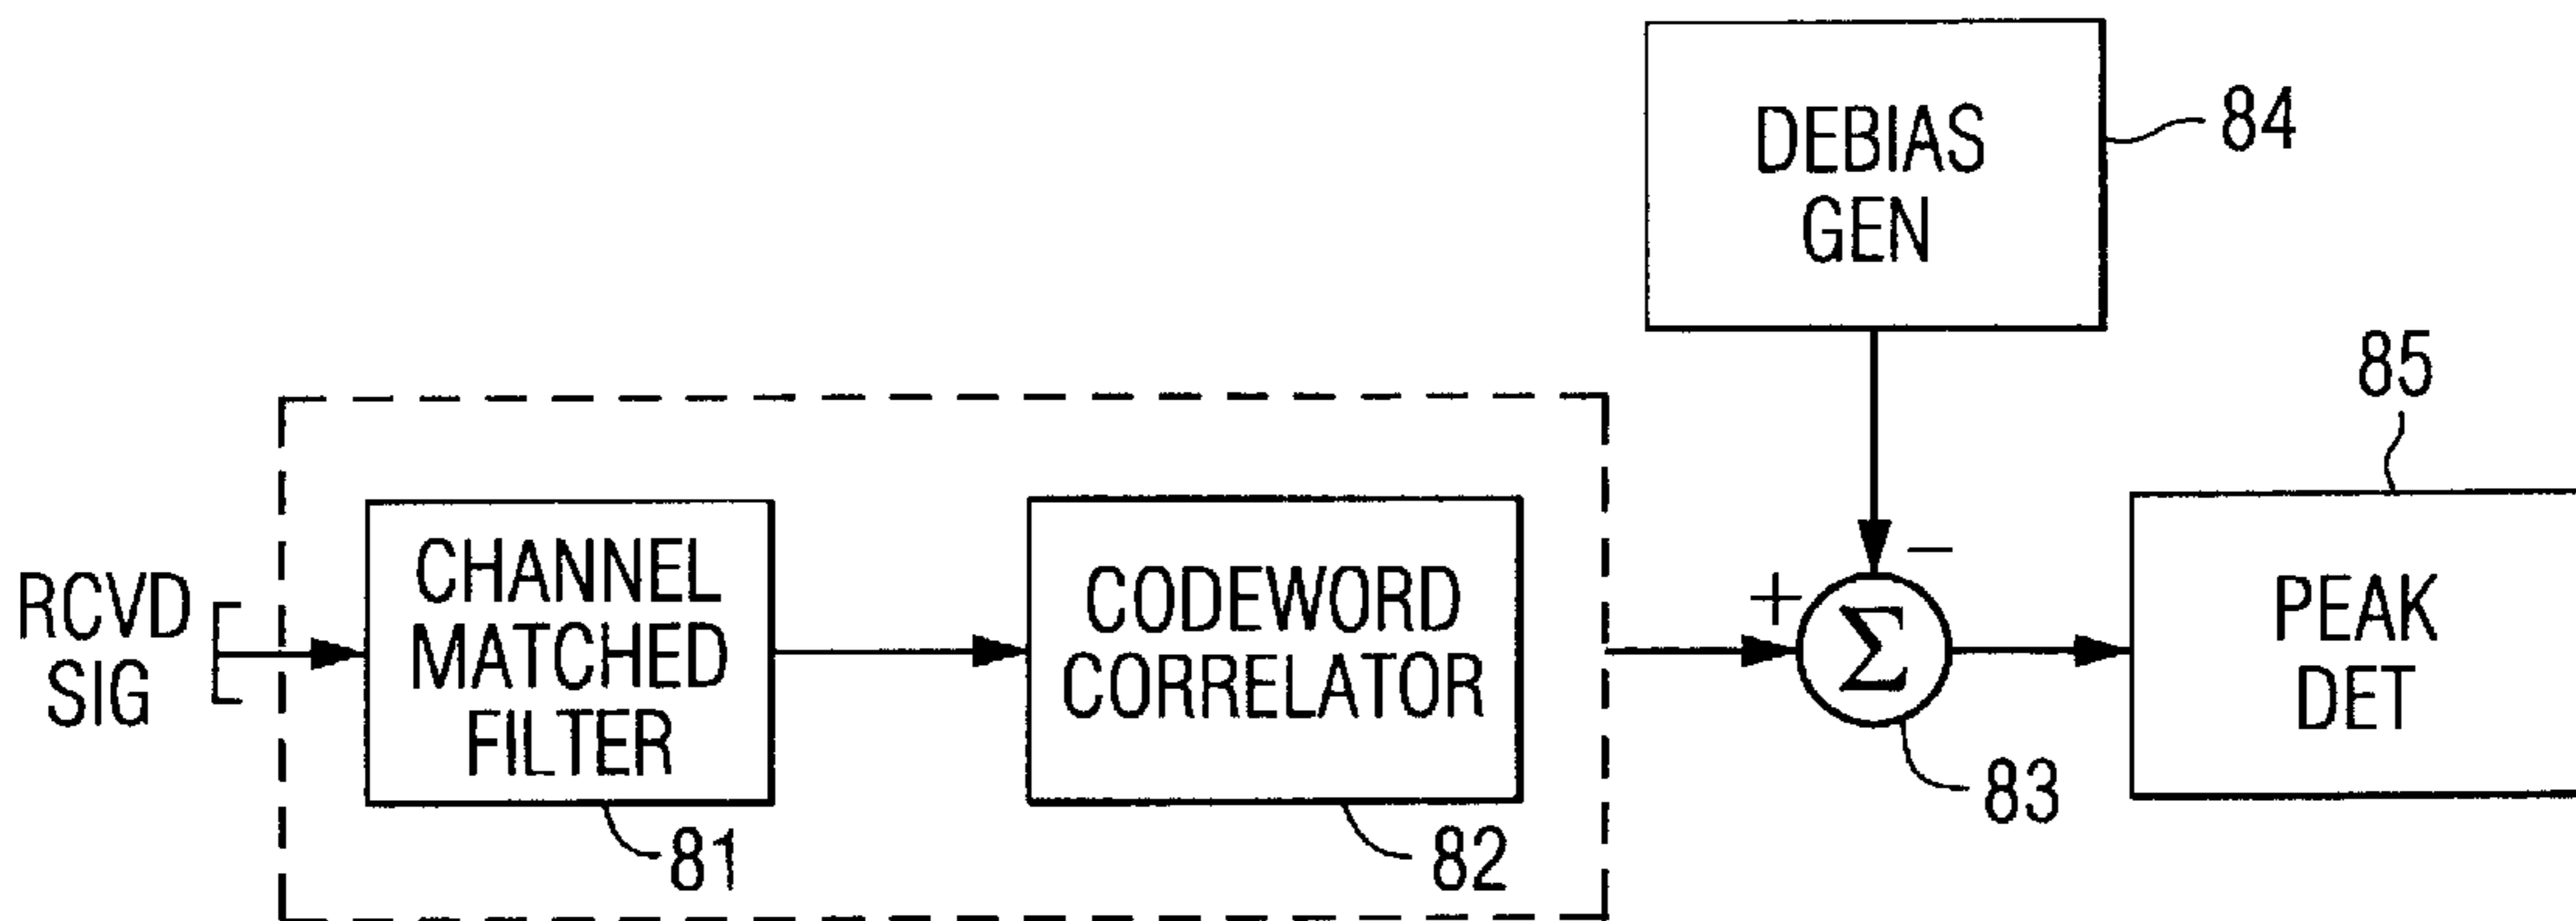 DEBIAS
GEN
84
85
RCVD
SIG
CHANNEL
MATCHED
FILTER
81
CODEWORD
CORRELATOR
82
+
−
Σ
83
PEAK
DET